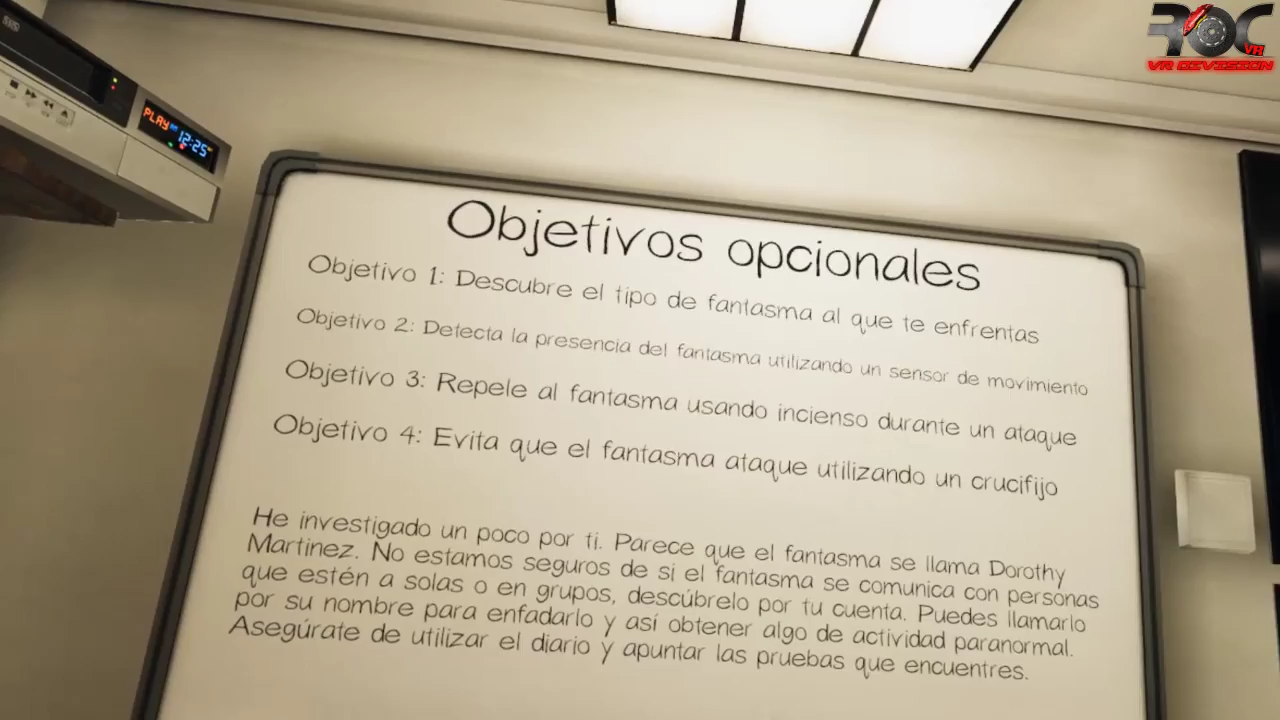 ROC
VR
VR DIVISION
PLAY
12:25
Objetivos opcionales
Objetivo 1: Descubre el tipo de fantasma al que te enfrentas
Objetivo 2: Detecta la presencia del fantasma utilizando un sensor de movimiento
Objetivo 3: Repele al fantasma usando incienso durante un ataque
Objetivo 4: Evita que el fantasma ataque utilizando un crucifijo
He investigado un poco por ti. Parece que el fantasma se llama Dorothy
Martinez. No estamos seguros de si el fantasma se comunica con personas
que estén a solas o en grupos, descúbrelo por tu cuenta. Puedes llamarlo
por su nombre para enfadarlo y así obtener algo de actividad paranormal.
Asegúrate de utilizar el diario y apuntar las pruebas que encuentres.